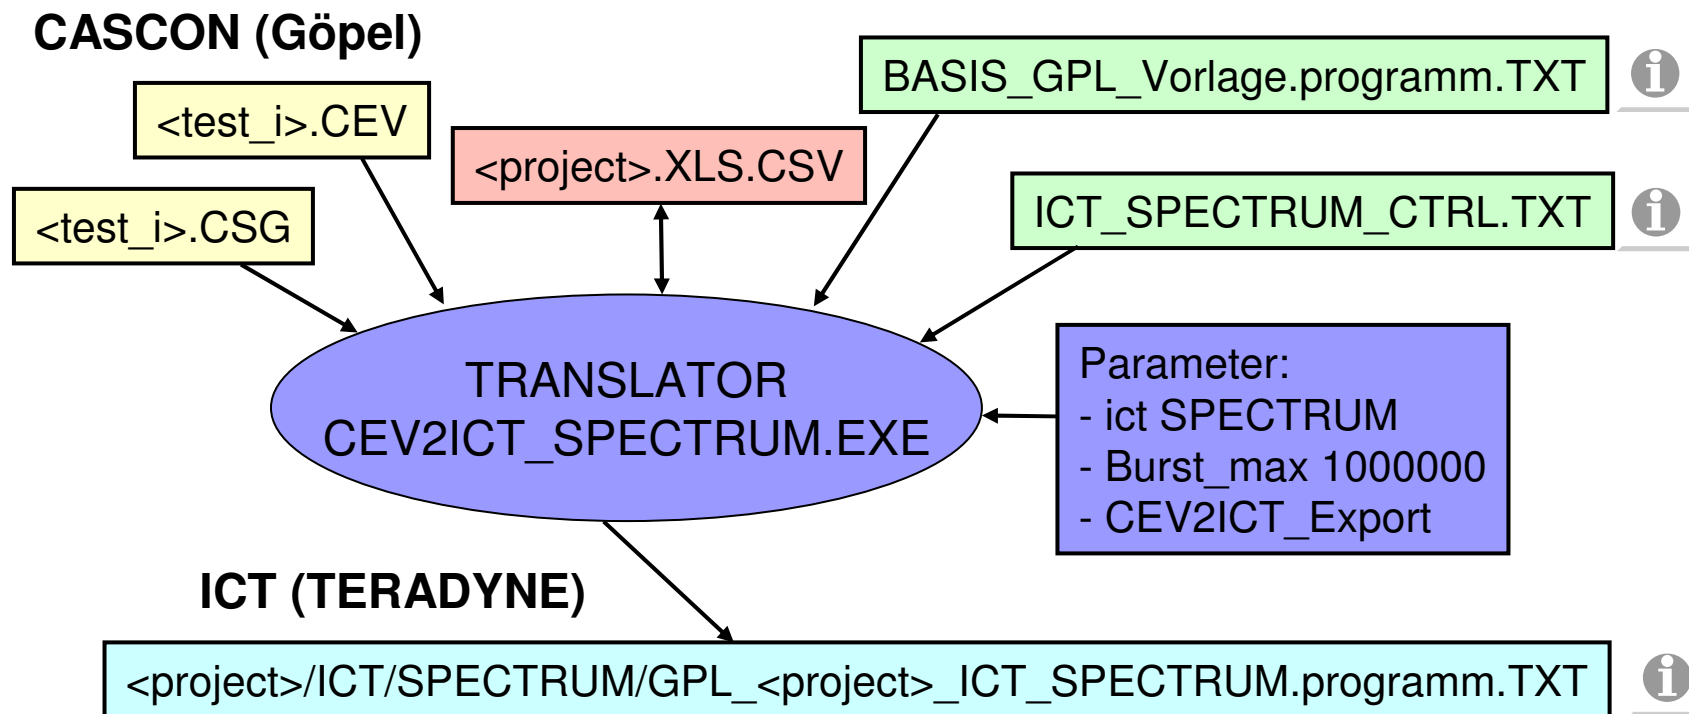 CASCON (Göpel)
BASIS_GPL_Vorlage.programm.TXT
<test_i>.CEV
<project>.XLS.CSV
ICT_SPECTRUM_CTRL.TXT
<test_i>.CSG
TRANSLATOR
CEV2ICT_SPECTRUM.EXE
Parameter:
- ict SPECTRUM
- Burst_max 1000000
- CEV2ICT_Export
ICT (TERADYNE)
<project>/ICT/SPECTRUM/GPL_<project>_ICT_SPECTRUM.programm.TXT